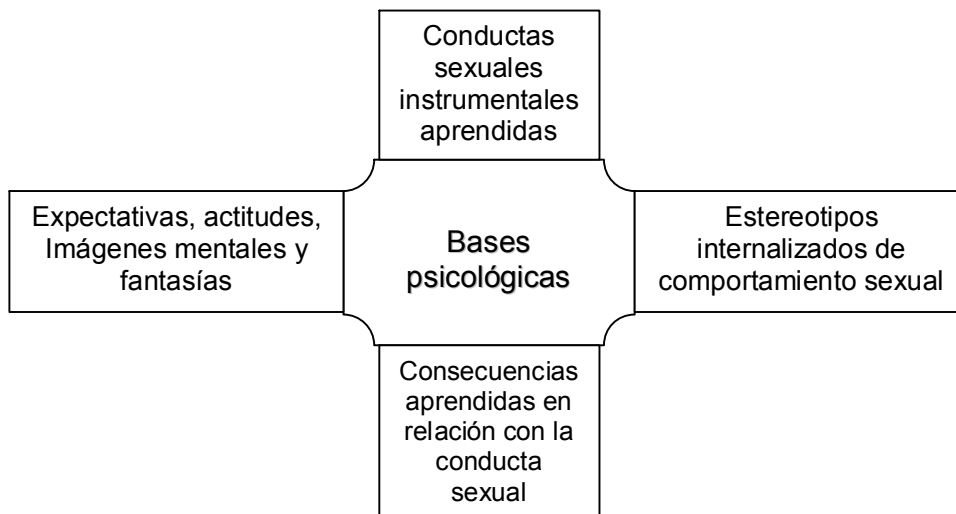 Conductas
sexuales
instrumentales
aprendidas
Expectativas, actitudes,
Imágenes mentales y
fantasías
Bases
psicológicas
Estereotipos
internalizados de
comportamiento sexual
Consecuencias
aprendidas en
relación con la
conducta
sexual